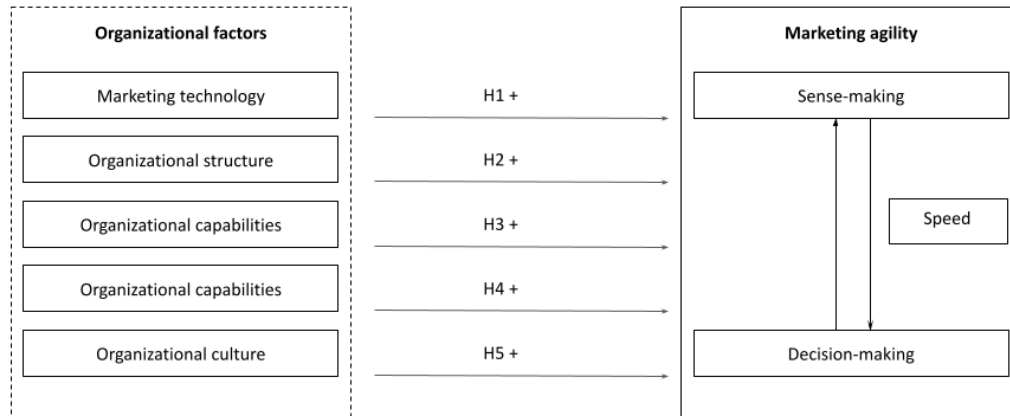 Organizational factors
Marketing technology
Organizational structure
Organizational capabilities
Organizational capabilities
Organizational culture
H1 +
H2 +
H3 +
H4 +
H5 +
Marketing agility
Sense-making
Speed
Decision-making